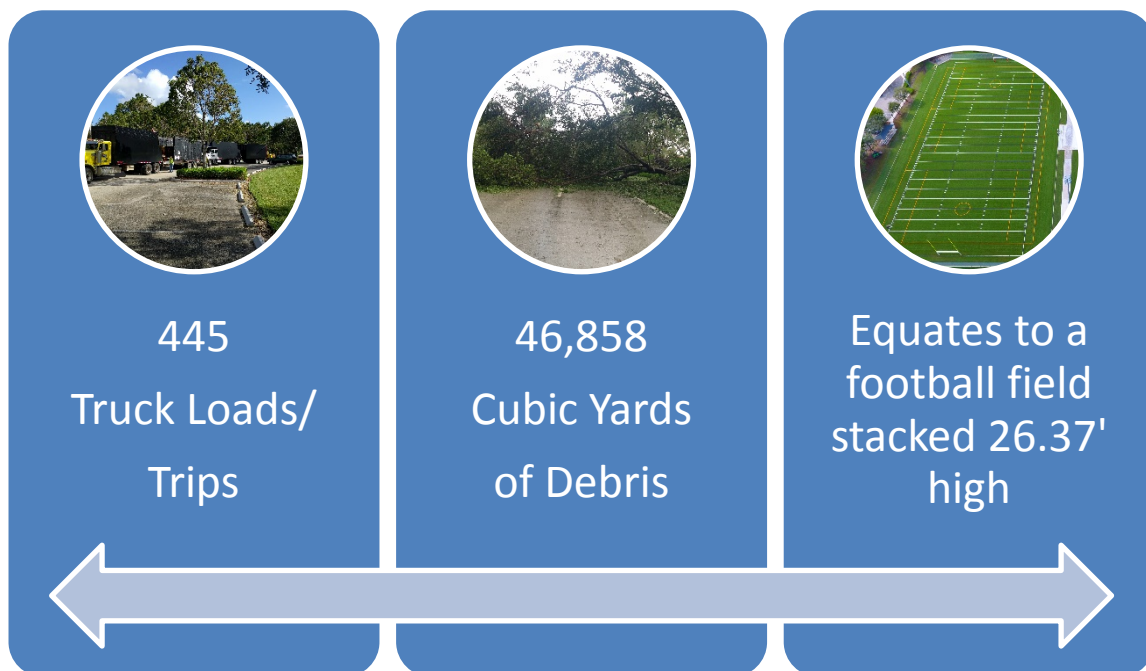 445
Truck Loads/
Trips
46,858
Cubic Yards
of Debris
Equates to a
football field
stacked 26.37'
high